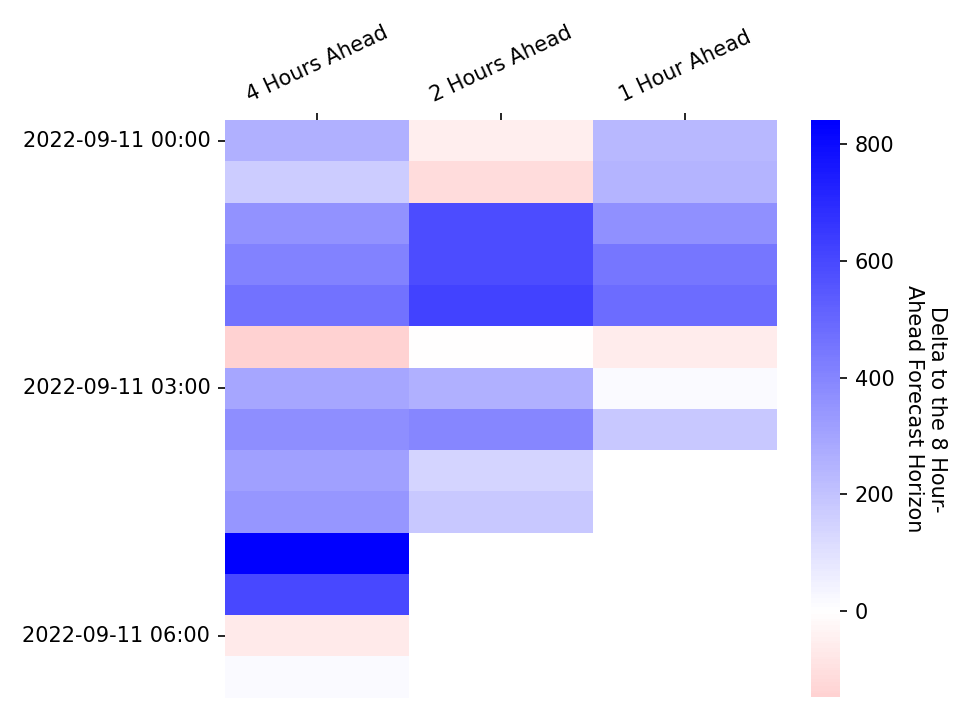 4 Hours Ahead
2 Hours Ahead
1 Hour Ahead
2022-09-11 00:00
2022-09-11 03:00
2022-09-11 06:00
800
600
400
200
0
Delta to the 8 Hour-
Ahead Forecast Horizon